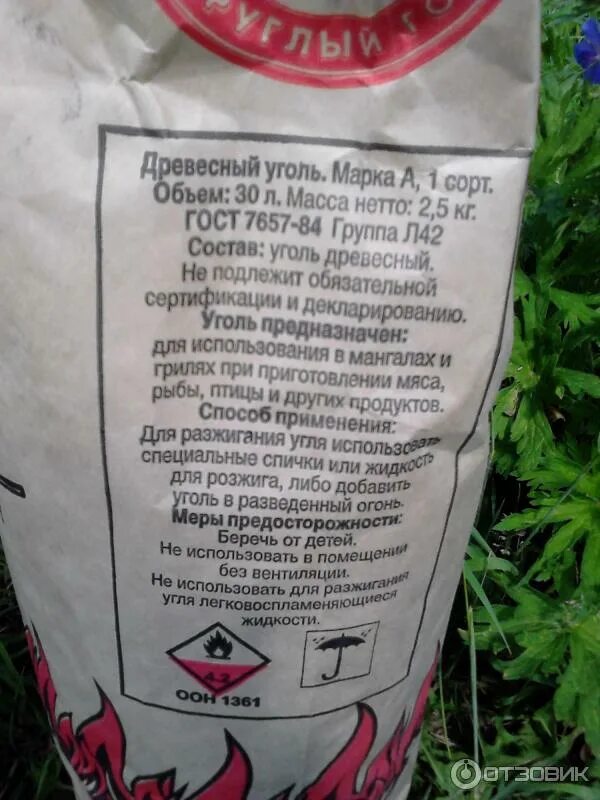 КРУГЛЫЙ ГО
Древесный уголь. Марка А, 1 сорт.
Объем: 30 л. Масса нетто: 2,5 кг.
ГОСТ 7657-84 Группа Л42
Состав: уголь древесный.
Не подлежит обязательной
сертификации и декларированию.
Уголь предназначен:
для использования в мангалах и
грилях при приготовлении мяса,
рыбы, птицы и других продуктов.
Способ применения:
Для разжигания угля использовать
специальные спички или жидкость
для розжига, либо добавить
уголь в разведенный огонь.
Меры предосторожности:
Беречь от детей.
Не использовать в помещении
без вентиляции.
Не использовать для разжигания
угля легковоспламеняющиеся
жидкости.
4.2
ООН 1361
ОТЗОВИК